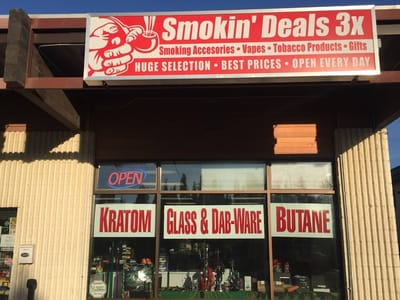 Smokin' Deals 3x
Smoking Accesories • Vapes • Tobacco Products • Gifts
HUGE SELECTION • BEST PRICES • OPEN EVERY DAY
OPEN
KRATOM
GLASS & DAB-WARE
BUTANE